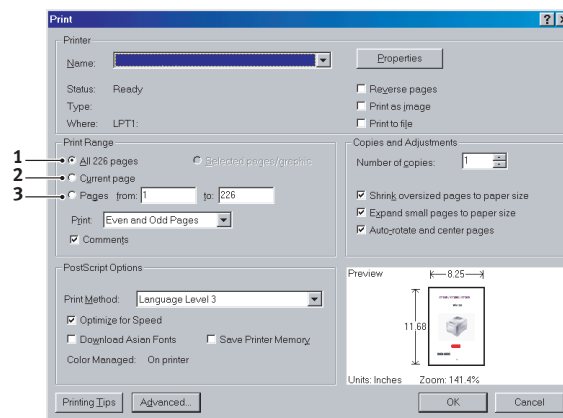 Print
Printer
Name:
Properties
Status: Ready
Reverse pages
Type:
Print as image
Where: LPT1:
Print to file
Print Range
1 All 226 pages Selected pages/graphic
2 Current page
3 Pages from: 1 to: 226
Print: Even and Odd Pages
Comments
Copies and Adjustments
Number of copies: 1
Shrink oversized pages to paper size
Expand small pages to paper size
Auto-rotate and center pages
PostScript Options
Print Method: Language Level 3
Optimize for Speed
Download Asian Fonts Save Printer Memory
Color Managed: On printer
Preview
8.25
11.68
Units: Inches Zoom: 141.4%
Printing Tips Advanced... OK Cancel